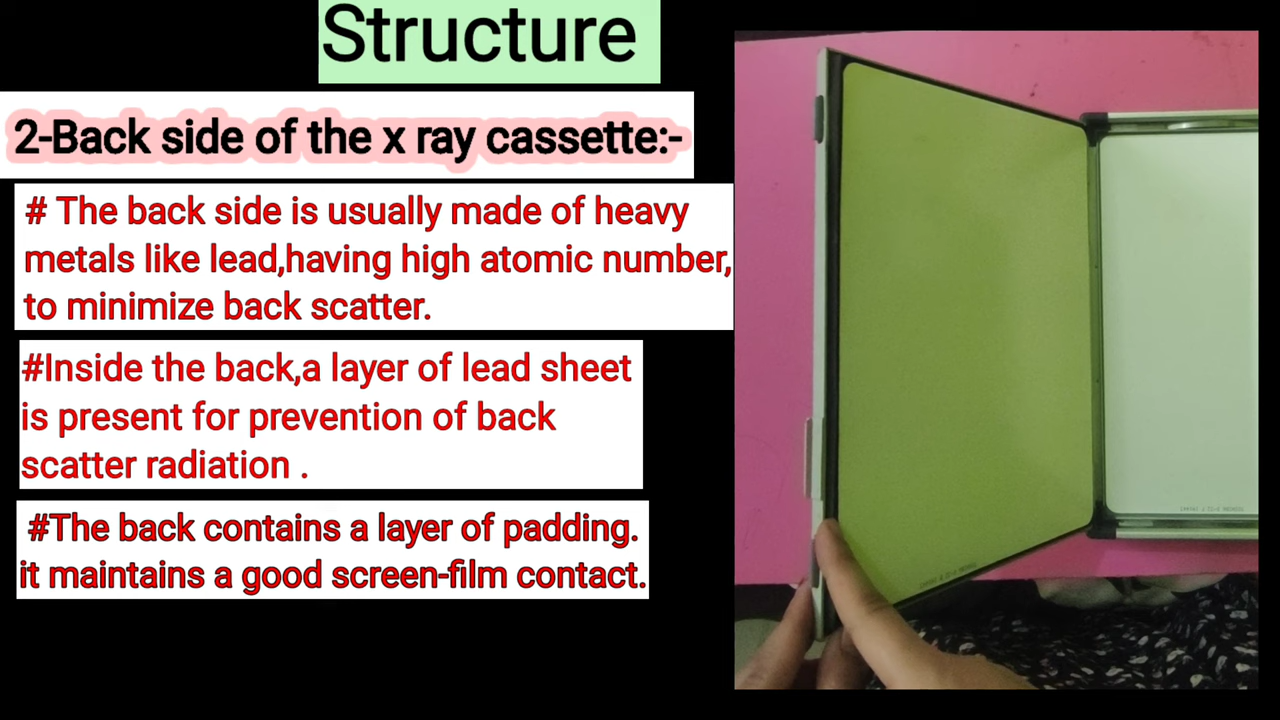 Structure
2-Back side of the x ray cassette:-
# The back side is usually made of heavy
metals like lead,having high atomic number,
to minimize back scatter.
#Inside the back,a layer of lead sheet
is present for prevention of back
scatter radiation .
#The back contains a layer of padding.
it maintains a good screen-film contact.